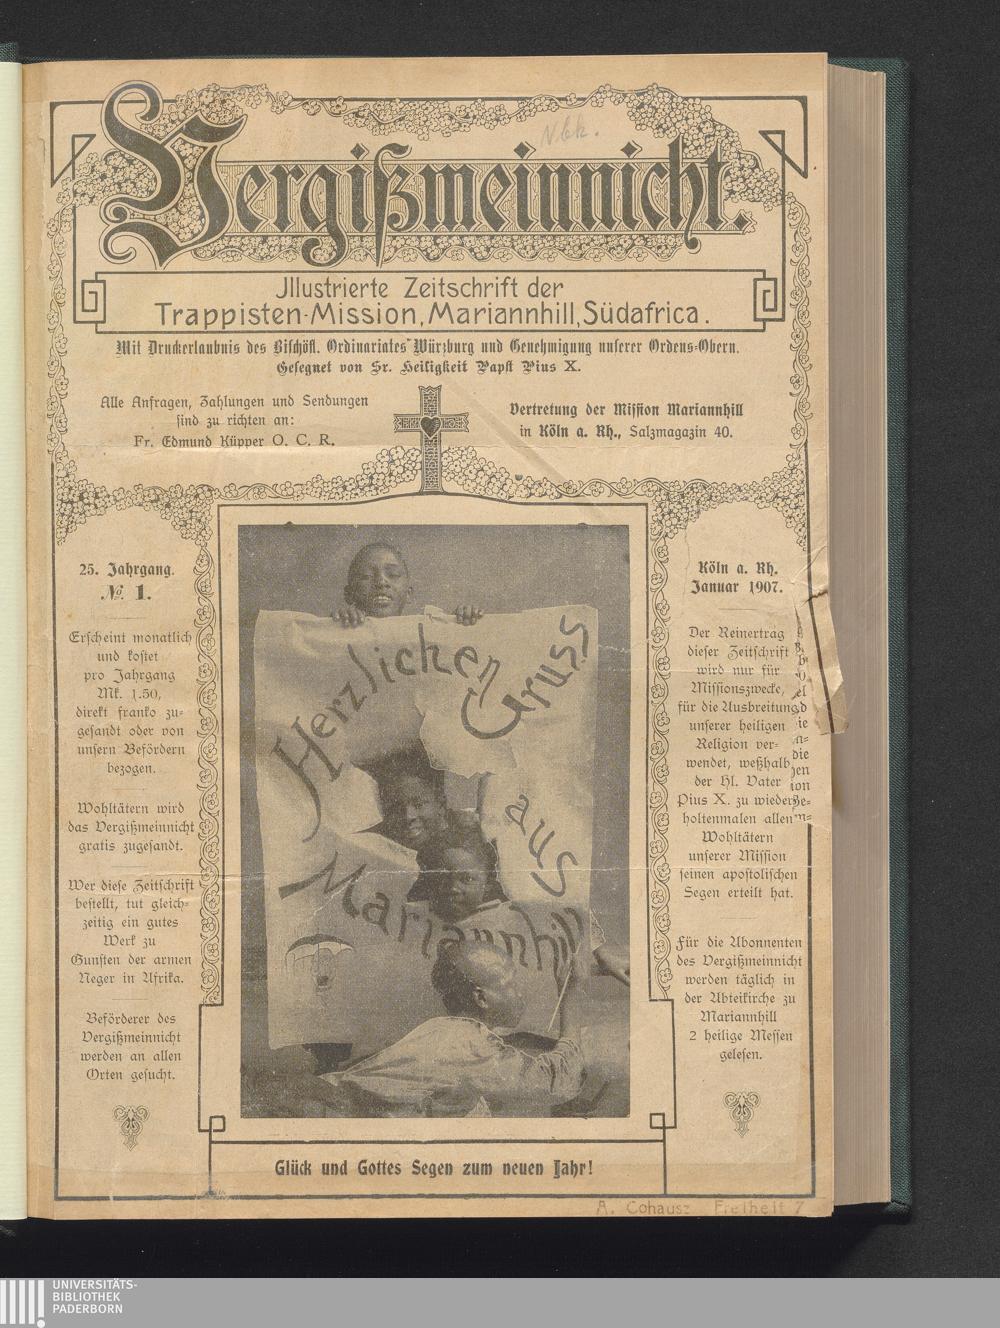 Vergißmeinnicht.
Illustrierte Zeitschrift der
Trappisten-Mission, Mariannhill, Südafrica.
Mit Druckerlaubnis des Bischöfl. Ordinariates Würzburg und Genehmigung unserer Ordens-Obern.
Gesegnet von Sr. Heiligkeit Papst Pius X.
Alle Anfragen, Zahlungen und Sendungen
sind zu richten an:
Fr. Edmund Küpper O. C. R.
Vertretung der Mission Mariannhill
in Köln a. Rh., Salzmagazin 40.
25. Jahrgang.
№ 1.
Erscheint monatlich
und kostet
pro Jahrgang
Mk. 1.50,
direkt franko zu-
gesandt oder von
unsern Befördern
bezogen.
Wohltätern wird
das Vergißmeinnicht
gratis zugesandt.
Wer diese Zeitschrift
bestellt, tut gleich-
zeitig ein gutes
Werk zu
Gunsten der armen
Neger in Afrika.
Beförderer des
Vergißmeinnicht
werden an allen
Orten gesucht.
Herzlichen
Gruss
aus
Mariannhill
Köln a. Rh.
Januar 1907.
Der Reinertrag
dieser Zeitschrift
wird nur für
Missionszwecke,
für die Ausbreitung
unserer heiligen
Religion ver-
wendet, weßhalb
der Hl. Vater
Pius X. zu wieder-
holtenmalen allen
Wohltätern
unserer Mission
seinen apostolischen
Segen erteilt hat.
Für die Abonnenten
des Vergißmeinnicht
werden täglich in
der Abteikirche zu
Mariannhill
2 heilige Messen
gelesen.
Glück und Gottes Segen zum neuen Jahr!
A. Cohausz Freiheit 7
UNIVERSITÄTS-
BIBLIOTHEK
PADERBORN